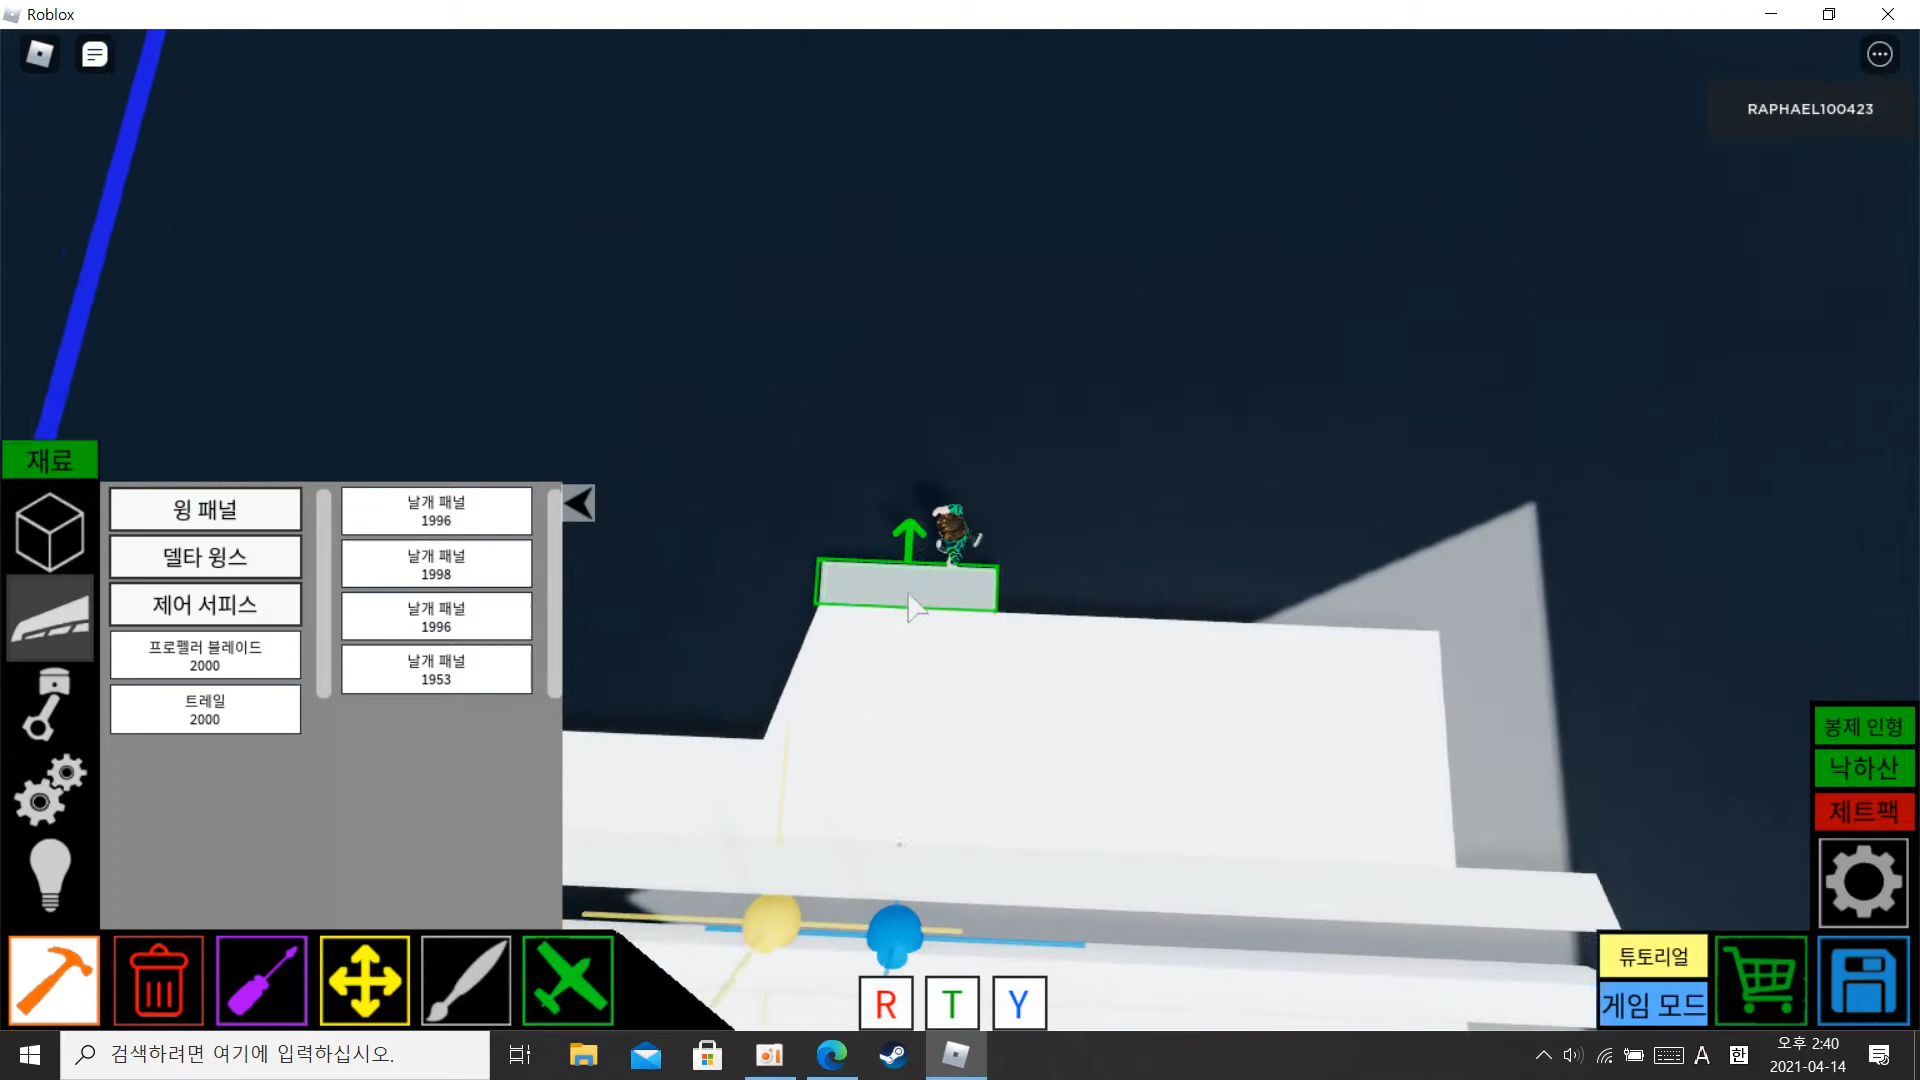 Roblox
RAPHAEL100423
재료
윙 패널
델타 윙스
제어 서피스
프로펠러 블레이드
2000
트레일
2000
날개 패널
1996
날개 패널
1998
날개 패널
1996
날개 패널
1953
봉제 인형
낙하산
제트팩
튜토리얼
게임 모드
R T Y
검색하려면 여기에 입력하십시오.
A 한
오후 2:40
2021-04-14